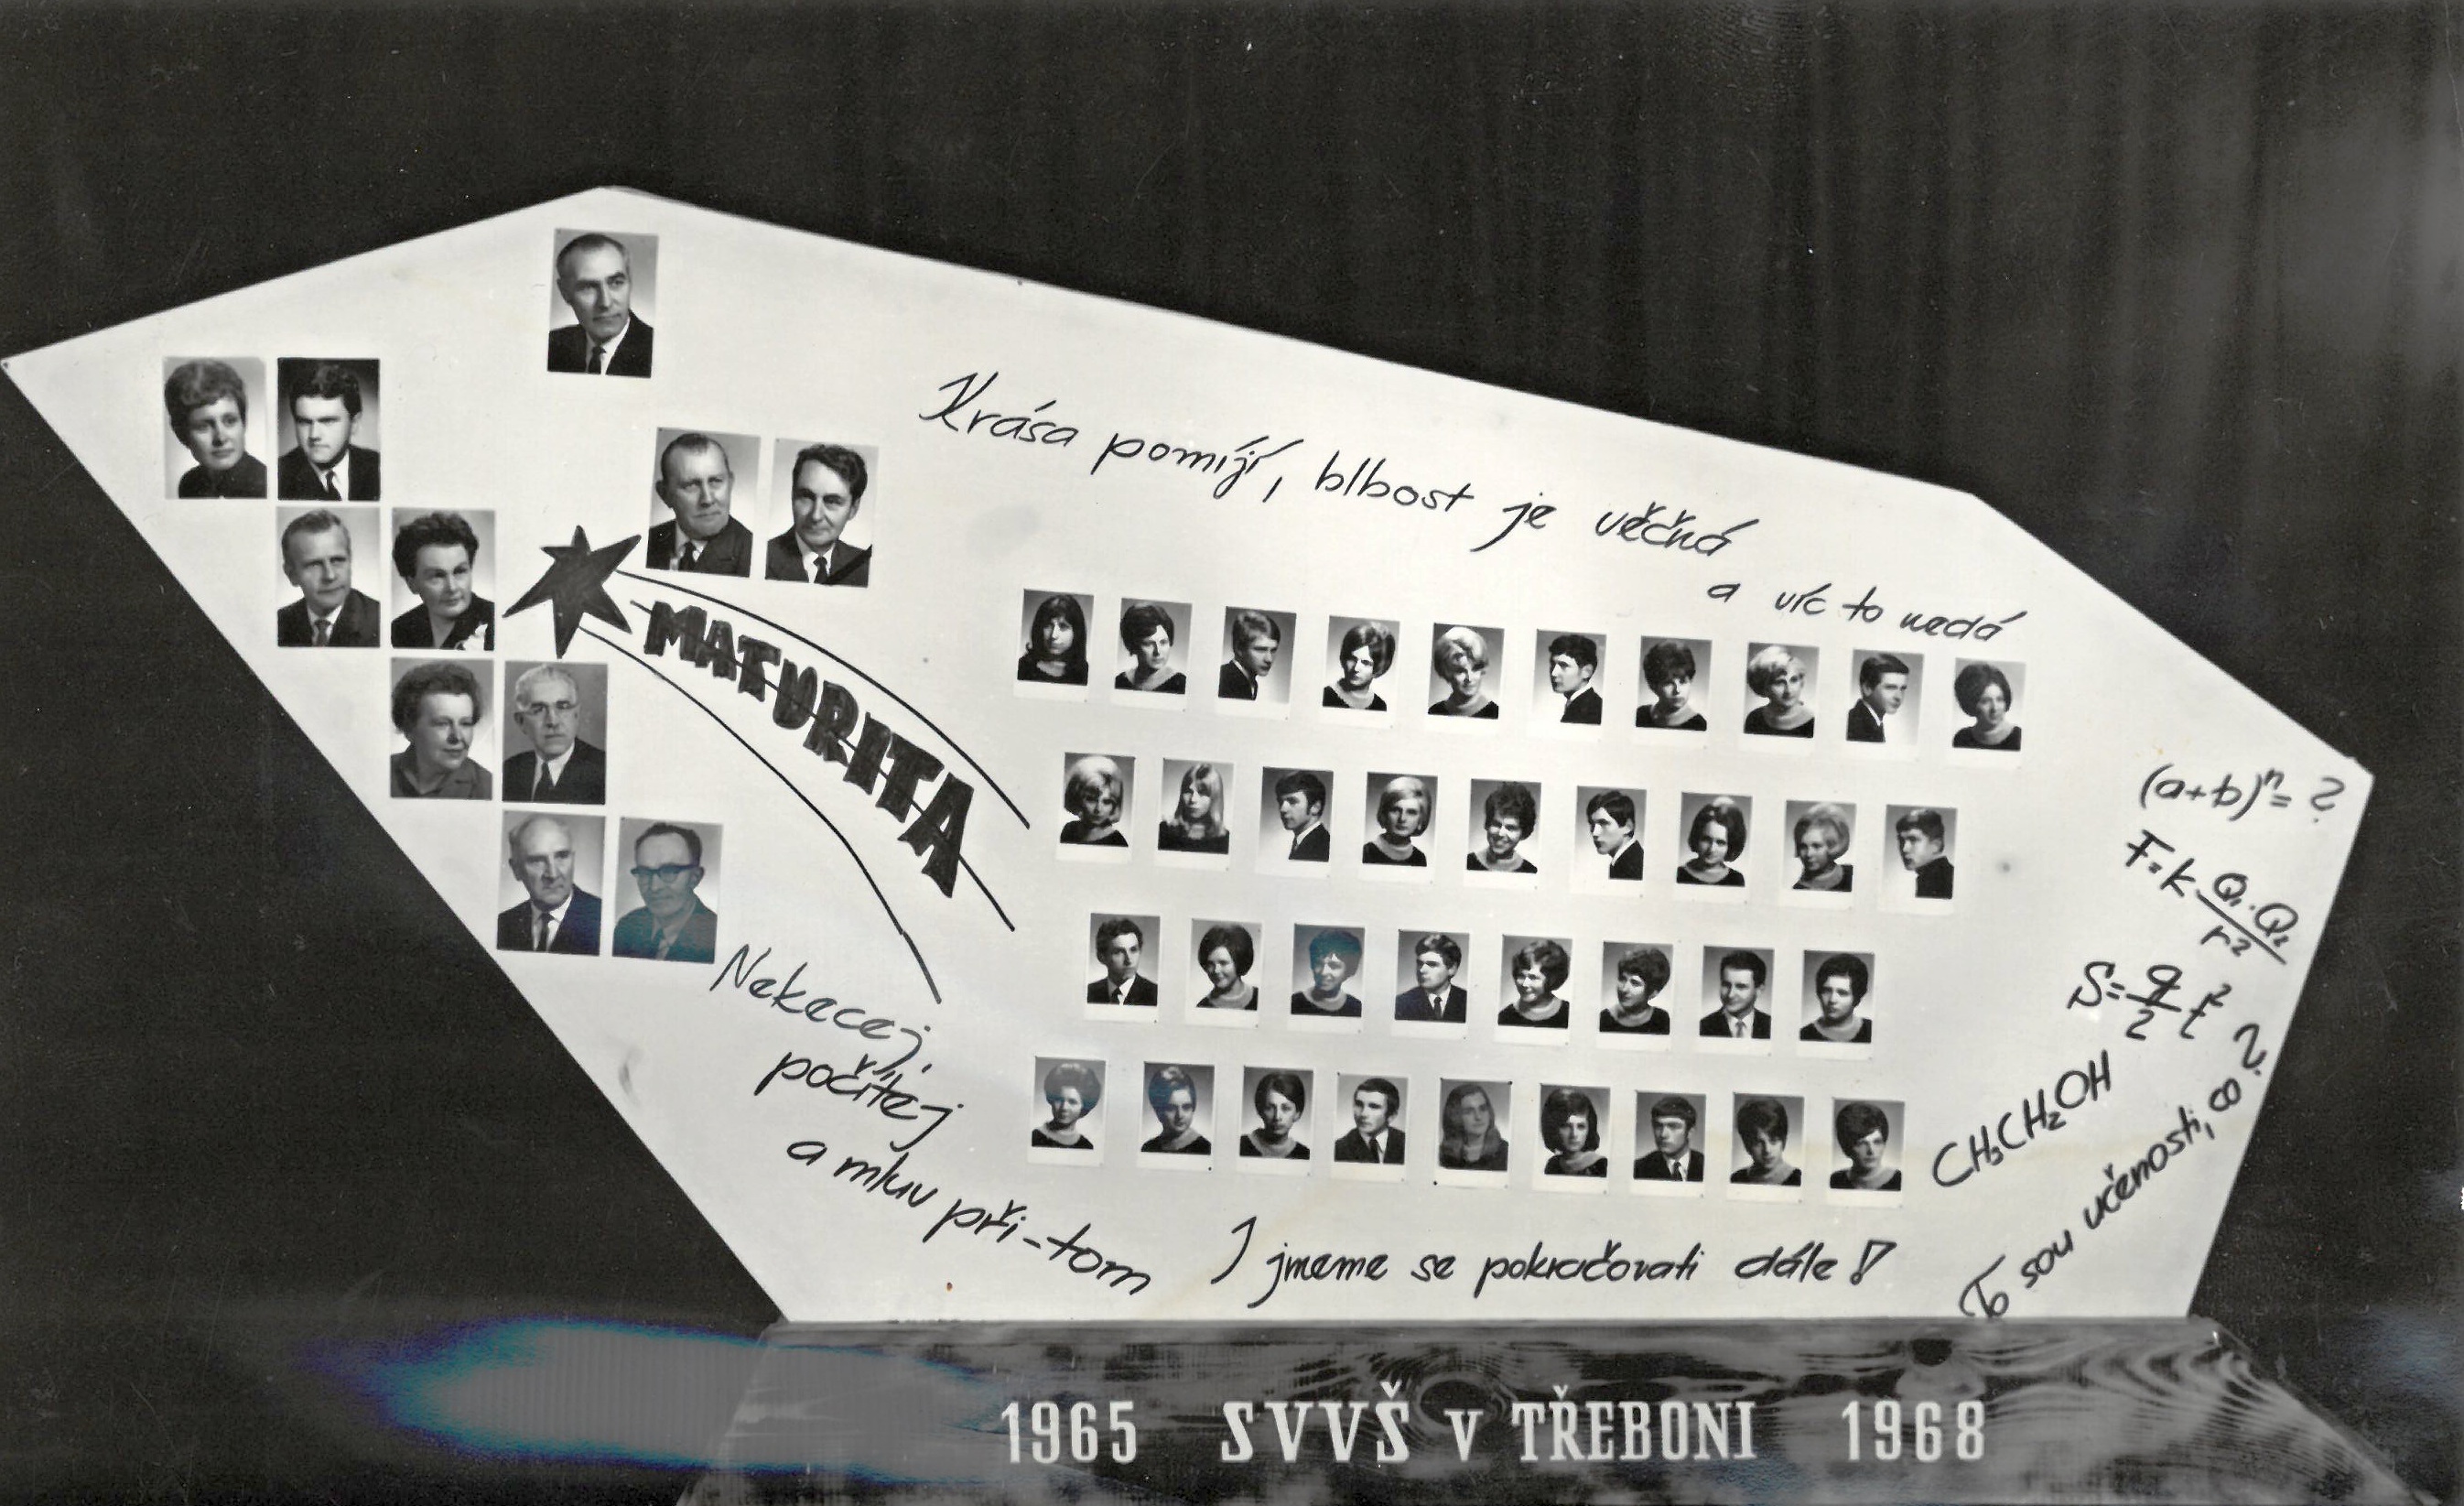 Krása pomíjí, blbost je věčná
a víc to nedá
MATURITA
Nekecej,
počítej
a mluv při-tom
I jmeme se pokračovati dále!
(a+b)ⁿ= ?
F=k Q₁.Q₂/r²
S=g/2 t²
CH₃CH₂OH
To sou učenosti, co ?
1965 SVVŠ v TŘEBONI 1968